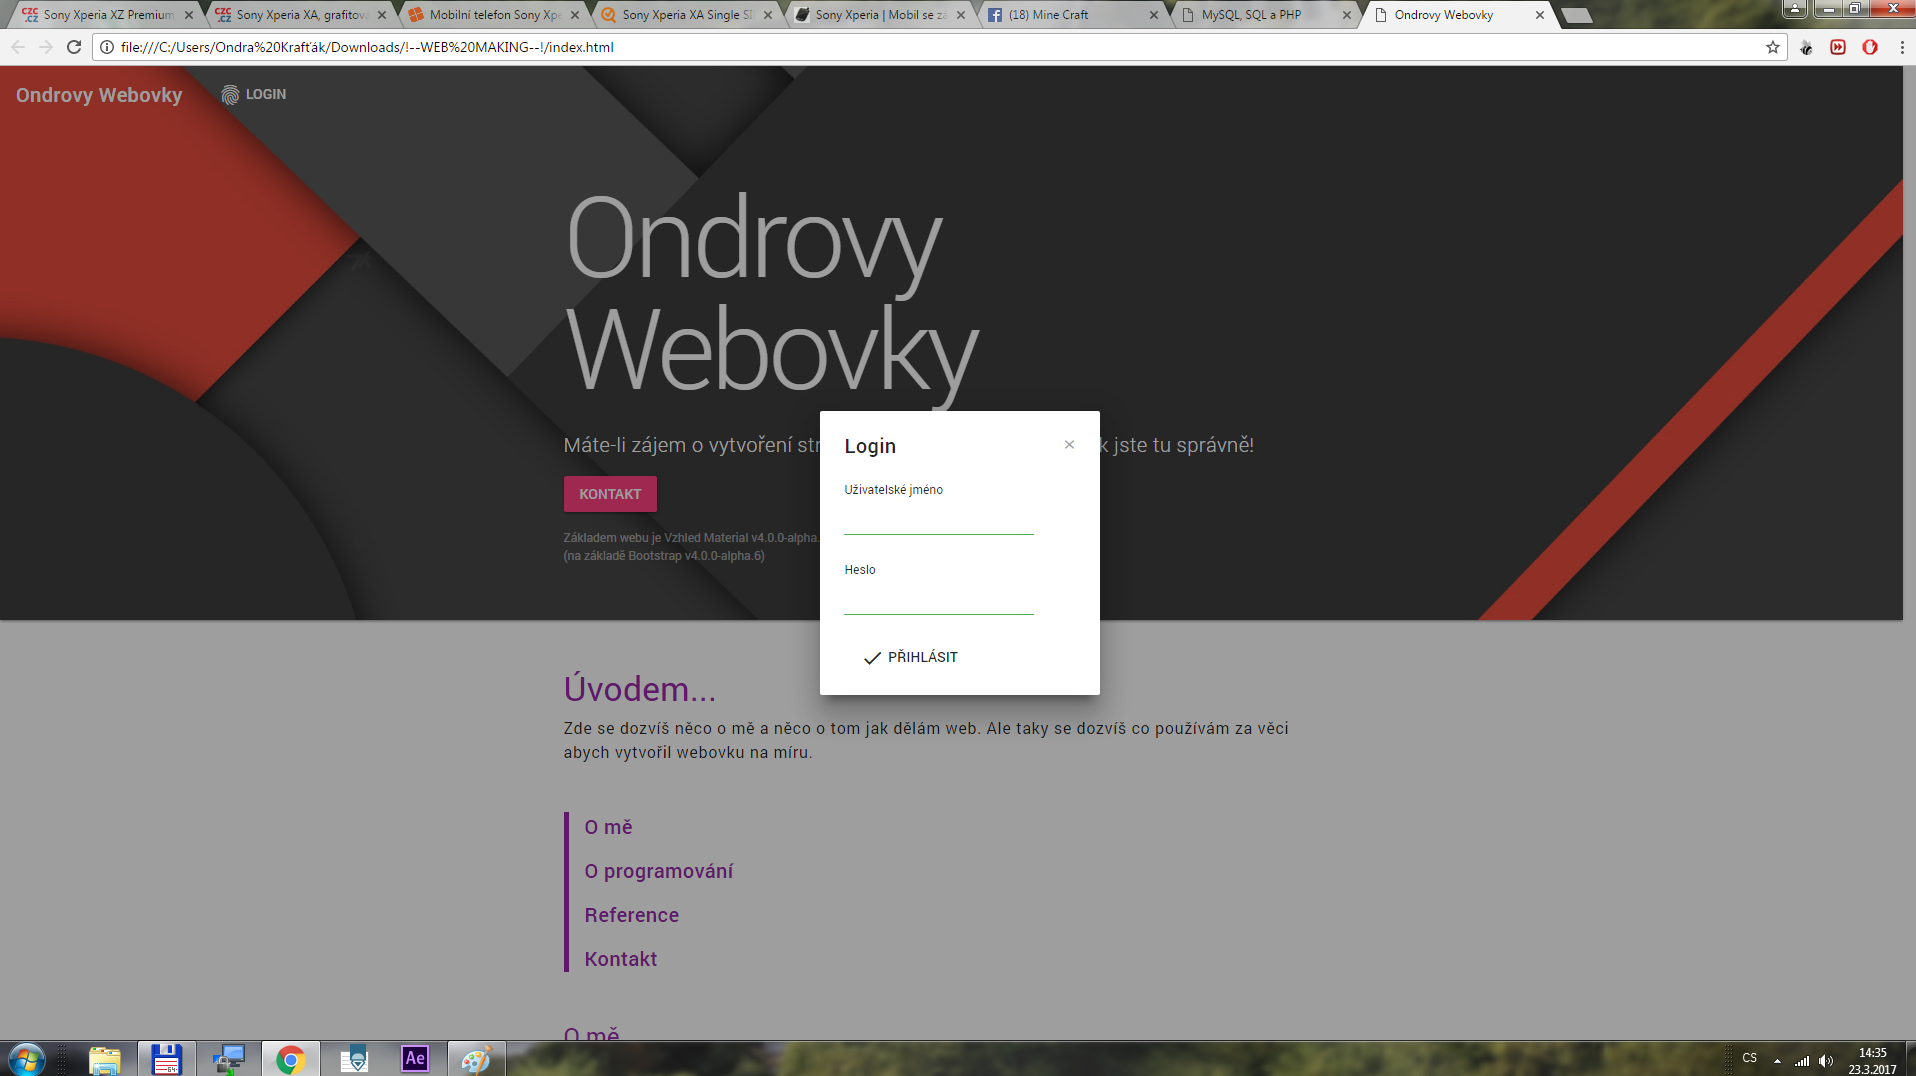 Sony Xperia XZ Premium
Sony Xperia XA, grafitov
Mobilní telefon Sony Xpe
Sony Xperia XA Single SI
Sony Xperia | Mobil se zá
(18) Mine Craft
MySQL, SQL a PHP
Ondrovy Webovky
file:///C:/Users/Ondra%20Krafťák/Downloads/!--WEB%20MAKING--!/index.html
Ondrovy Webovky
LOGIN
Ondrovy
Webovky
Máte-li zájem o vytvoření str
k jste tu správně!
KONTAKT
Základem webu je Vzhled Material v4.0.0-alpha.
(na základě Bootstrap v4.0.0-alpha.6)
Login
×
Uživatelské jméno
Heslo
PŘIHLÁSIT
Úvodem...
Zde se dozvíš něco o mě a něco o tom jak dělám web. Ale taky se dozvíš co používám za věci
abych vytvořil webovku na míru.
O mě
O programování
Reference
Kontakt
O mě
Ae
CS
14:35
23.3.2017